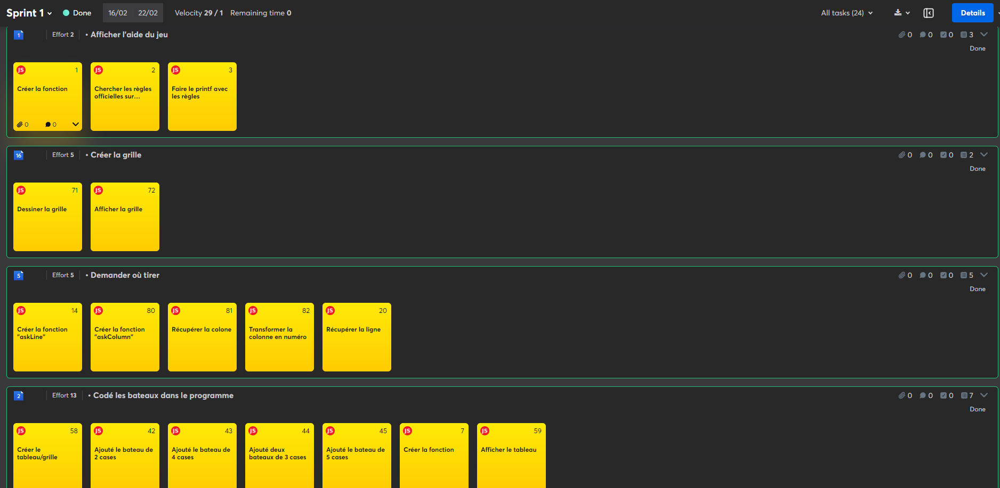 Sprint 1 Done 16/02 22/02 Velocity 29 / 1 Remaining time 0 All tasks (24) Details
1 Effort 2 • Afficher l'aide du jeu 0 0 0 3
Done
JS 1 JS 2 JS 3
Créer la fonction
Chercher les règles
officielles sur...
Faire le printf avec
les règles
0 0
16 Effort 5 • Créer la grille 0 0 0 2
Done
JS 71 JS 72
Dessiner la grille
Afficher la grille
5 Effort 5 • Demander où tirer 0 0 0 5
Done
JS 14 JS 80 JS 81 JS 82 JS 20
Créer la fonction
"askLine"
Créer la fonction
"askColumn"
Récupérer la colone
Transformer la
colonne en numéro
Récupérer la ligne
2 Effort 13 • Codé les bateaux dans le programme 0 0 0 7
Done
JS 58 JS 42 JS 43 JS 44 JS 45 JS 7 JS 59
Créer le
tableau/grille
Ajouté le bateau de
2 cases
Ajouté le bateau de
4 cases
Ajouté deux
bateaux de 3 cases
Ajouté le bateau de
5 cases
Créer la fonction
Afficher le tableau